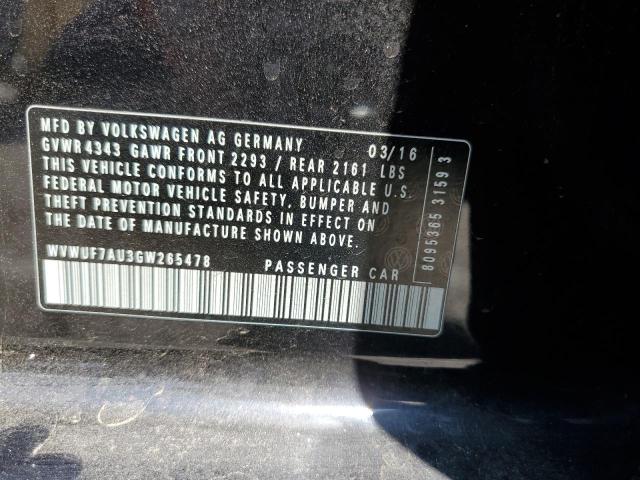 MFD BY VOLKSWAGEN AG GERMANY 03/16
GVWR 4343 GAWR FRONT 2293 / REAR 2161 LBS
THIS VEHICLE CONFORMS TO ALL APPLICABLE U.S.
FEDERAL MOTOR VEHICLE SAFETY, BUMPER AND
THEFT PREVENTION STANDARDS IN EFFECT ON
THE DATE OF MANUFACTURE SHOWN ABOVE.
WVWUF7AU3GW265478 PASSENGER CAR
8095365 3159 3